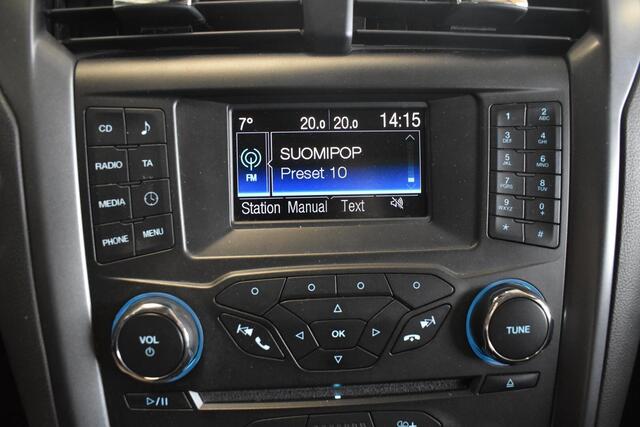 7° 20.0 20.0 14:15
SUOMIPOP
Preset 10
FM
Station Manual Text
CD
RADIO TA
MEDIA
PHONE MENU
1 2 ABC
3 DEF 4 GHI
5 JKL 6 MNO
7 PQRS 8 TUV
9 WXYZ 0 +
* #
VOL
OK
TUNE